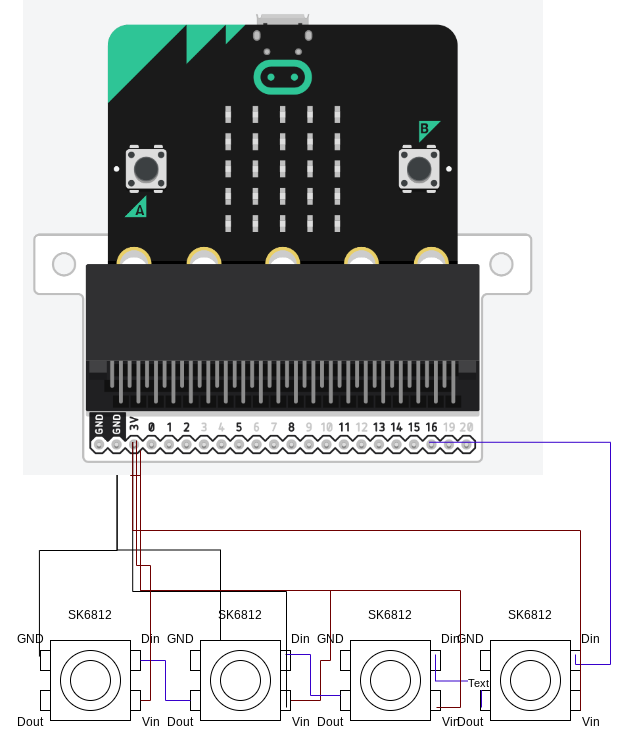 B
A
GND GND 3V 0 1 2 3 4 5 6 7 8 9 10 11 12 13 14 15 16 19 20
SK6812 SK6812 SK6812 SK6812
GND Din GND Din GND Din GND Din
Text
Dout Vin Dout Vin Dout Vin Dout Vin